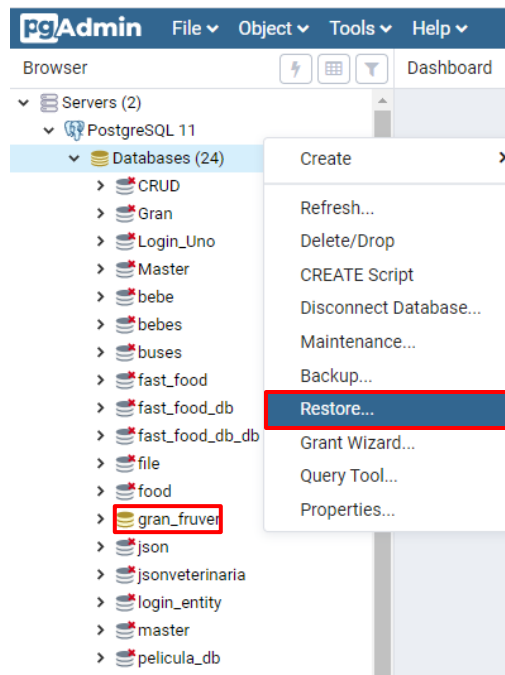 pgAdmin File Object Tools Help
Browser Dashboard
Servers (2)
PostgreSQL 11
Databases (24)
CRUD
Gran
Login_Uno
Master
bebe
bebes
buses
fast_food
fast_food_db
fast_food_db_db
file
food
gran_fruver
json
jsonveterinaria
login_entity
master
pelicula_db
Create
Refresh...
Delete/Drop
CREATE Script
Disconnect Database...
Maintenance...
Backup...
Restore...
Grant Wizard...
Query Tool...
Properties...